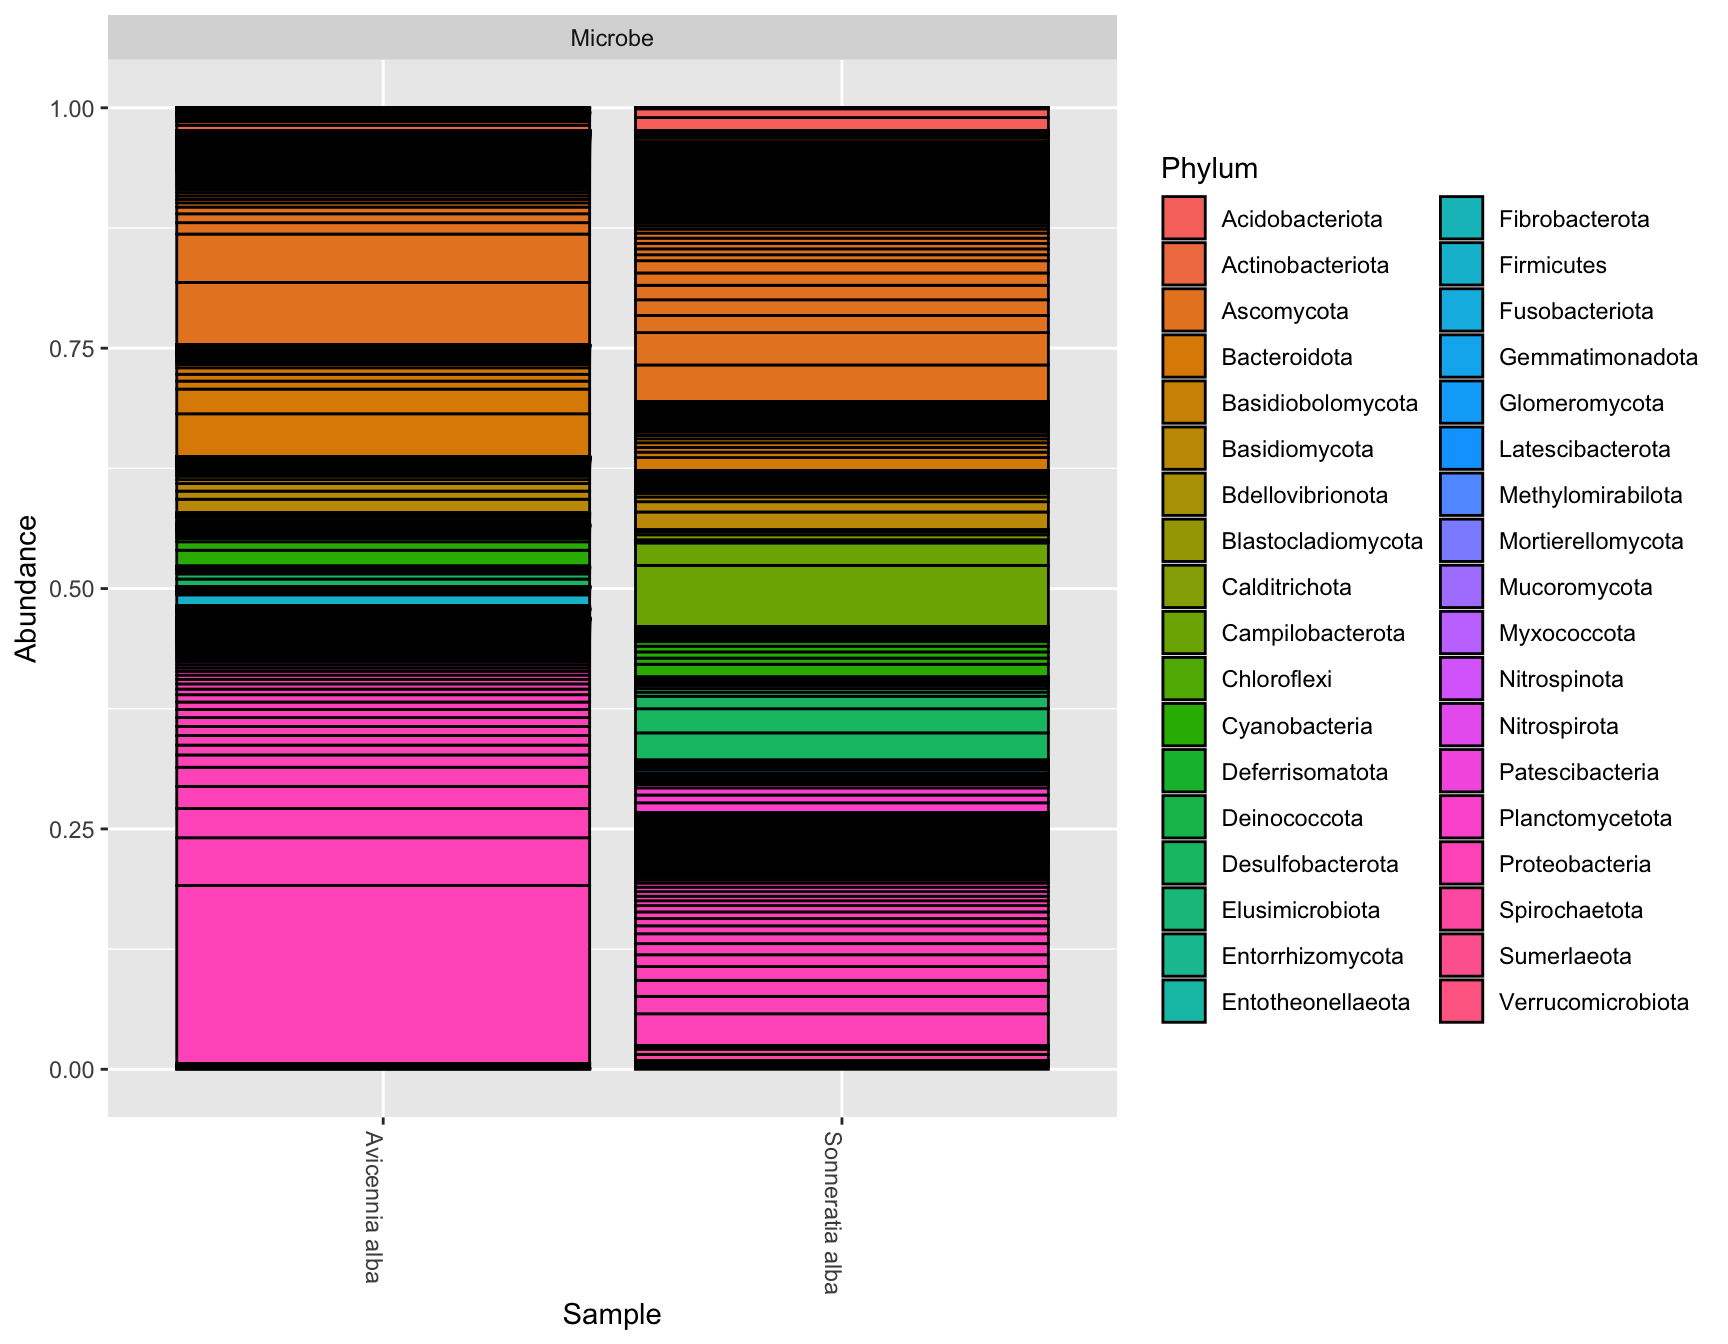 Microbe
1.00
0.75
0.50
0.25
0.00
Abundance
Avicennia alba
Sonneratia alba
Sample
Phylum
Acidobacteriota
Actinobacteriota
Ascomycota
Bacteroidota
Basidiobolomycota
Basidiomycota
Bdellovibrionota
Blastocladiomycota
Calditrichota
Campilobacterota
Chloroflexi
Cyanobacteria
Deferrisomatota
Deinococcota
Desulfobacterota
Elusimicrobiota
Entorrhizomycota
Entotheonellaeota
Fibrobacterota
Firmicutes
Fusobacteriota
Gemmatimonadota
Glomeromycota
Latescibacterota
Methylomirabilota
Mortierellomycota
Mucoromycota
Myxococcota
Nitrospinota
Nitrospirota
Patescibacteria
Planctomycetota
Proteobacteria
Spirochaetota
Sumerlaeota
Verrucomicrobiota